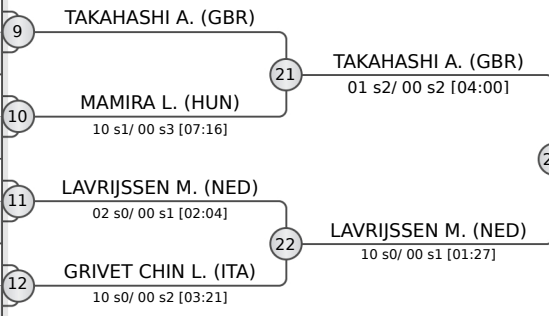 TAKAHASHI A. (GBR)
9
21
TAKAHASHI A. (GBR)
01 s2/ 00 s2 [04:00]
MAMIRA L. (HUN)
10
10 s1/ 00 s3 [07:16]
LAVRIJSSEN M. (NED)
11
02 s0/ 00 s1 [02:04]
22
LAVRIJSSEN M. (NED)
10 s0/ 00 s1 [01:27]
GRIVET CHIN L. (ITA)
12
10 s0/ 00 s2 [03:21]